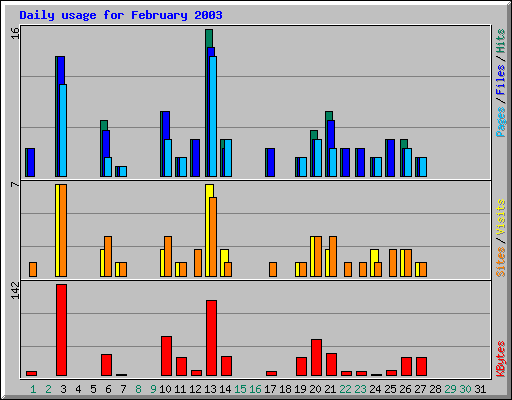 Daily usage for February 2003
16
Pages / Files / Hits
7
Sites / Visits
142
KBytes
1 2 3 4 5 6 7 8 9 10 11 12 13 14 15 16 17 18 19 20 21 22 23 24 25 26 27 28 29 30 31